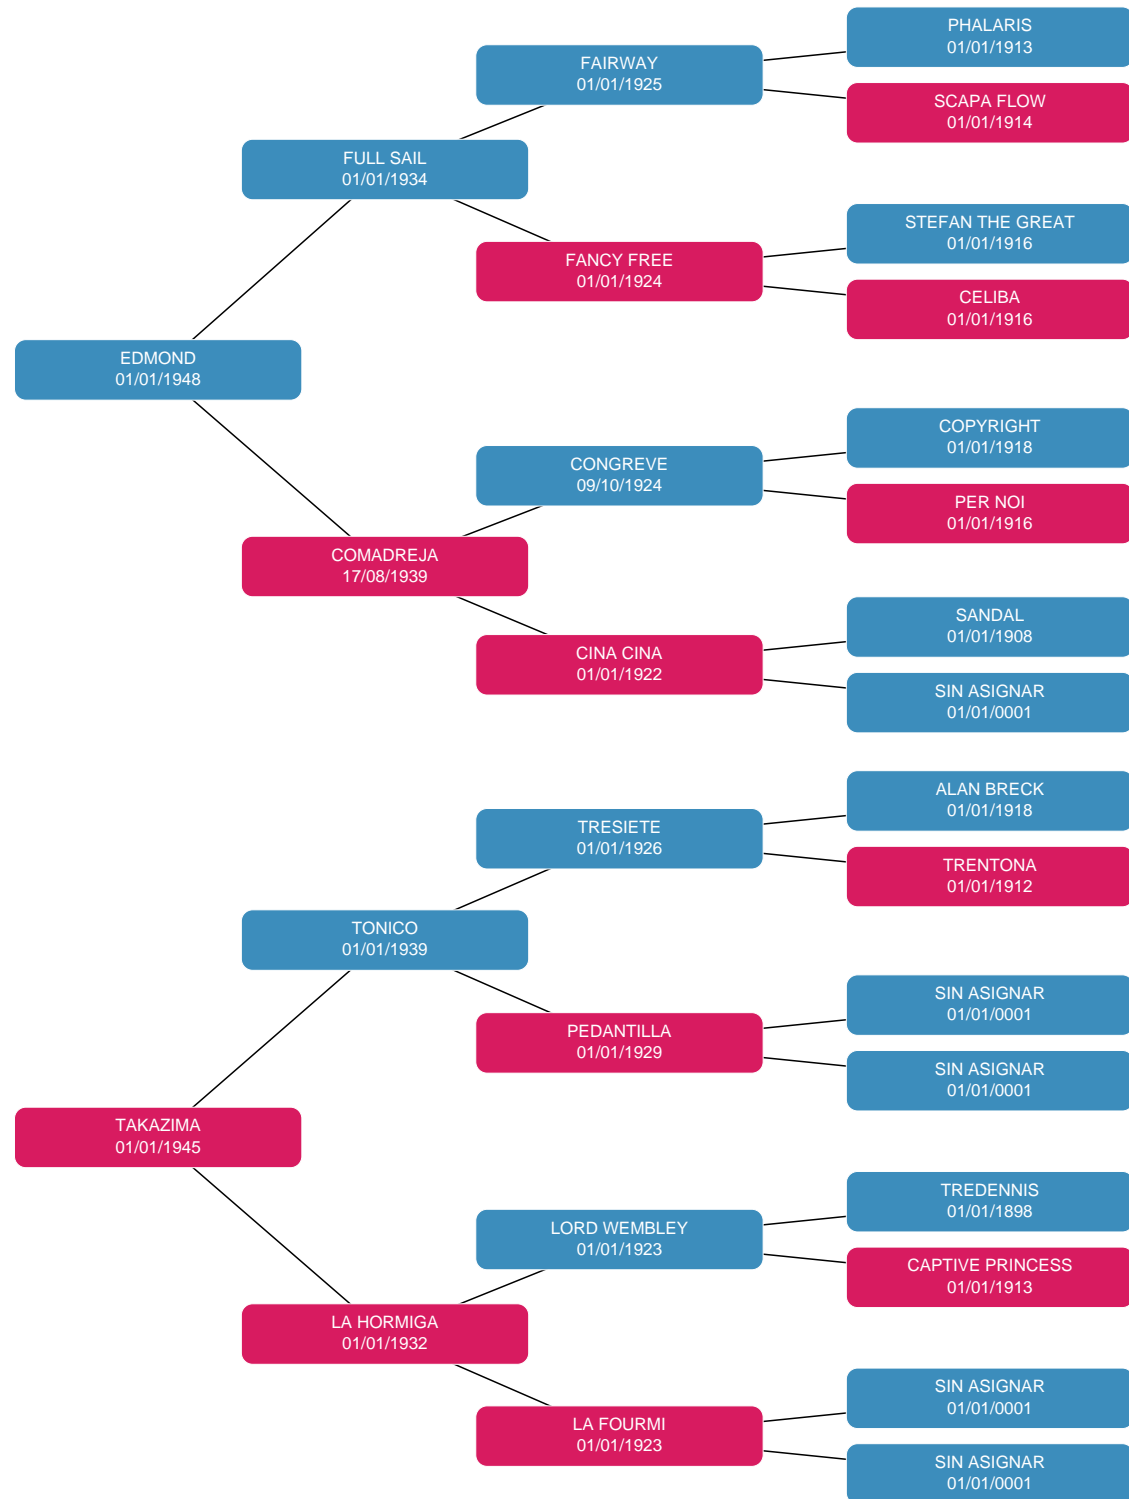 PHALARIS
01/01/1913
FAIRWAY
01/01/1925
SCAPA FLOW
01/01/1914
FULL SAIL
01/01/1934
STEFAN THE GREAT
01/01/1916
FANCY FREE
01/01/1924
CELIBA
01/01/1916
EDMOND
01/01/1948
COPYRIGHT
01/01/1918
CONGREVE
09/10/1924
PER NOI
01/01/1916
COMADREJA
17/08/1939
SANDAL
01/01/1908
CINA CINA
01/01/1922
SIN ASIGNAR
01/01/0001
ALAN BRECK
01/01/1918
TRESIETE
01/01/1926
TRENTONA
01/01/1912
TONICO
01/01/1939
SIN ASIGNAR
01/01/0001
PEDANTILLA
01/01/1929
SIN ASIGNAR
01/01/0001
TAKAZIMA
01/01/1945
TREDENNIS
01/01/1898
LORD WEMBLEY
01/01/1923
CAPTIVE PRINCESS
01/01/1913
LA HORMIGA
01/01/1932
SIN ASIGNAR
01/01/0001
LA FOURMI
01/01/1923
SIN ASIGNAR
01/01/0001